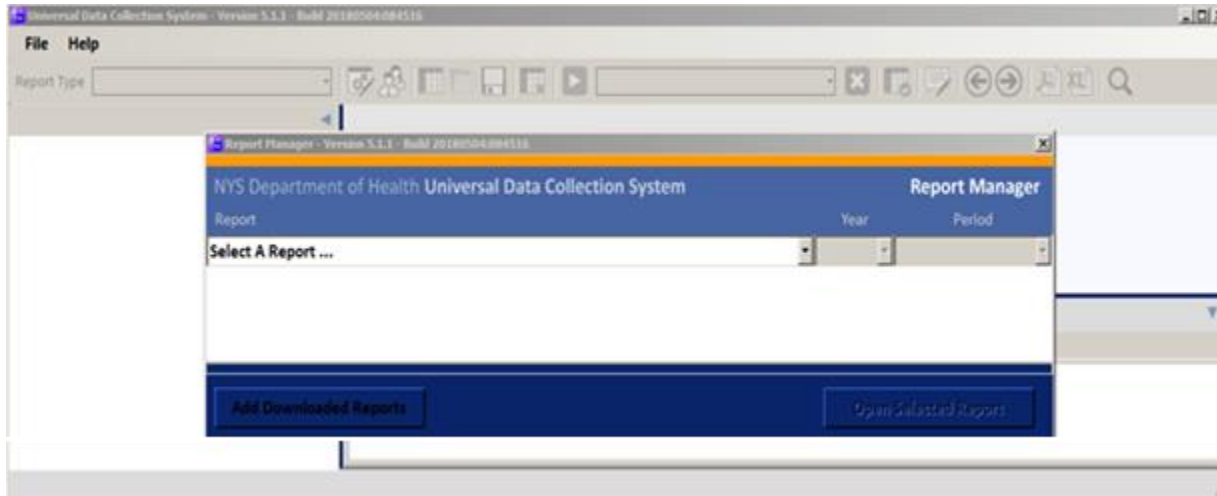 Universal Data Collection System - Version 5.1.1 - Build 20180504:084516
File Help
Report Type
Report Manager - Version 5.1.1 - Build 20180504:084516
NYS Department of Health Universal Data Collection System Report Manager
Report Year Period
Select A Report ...
Add Downloaded Reports Open Selected Report